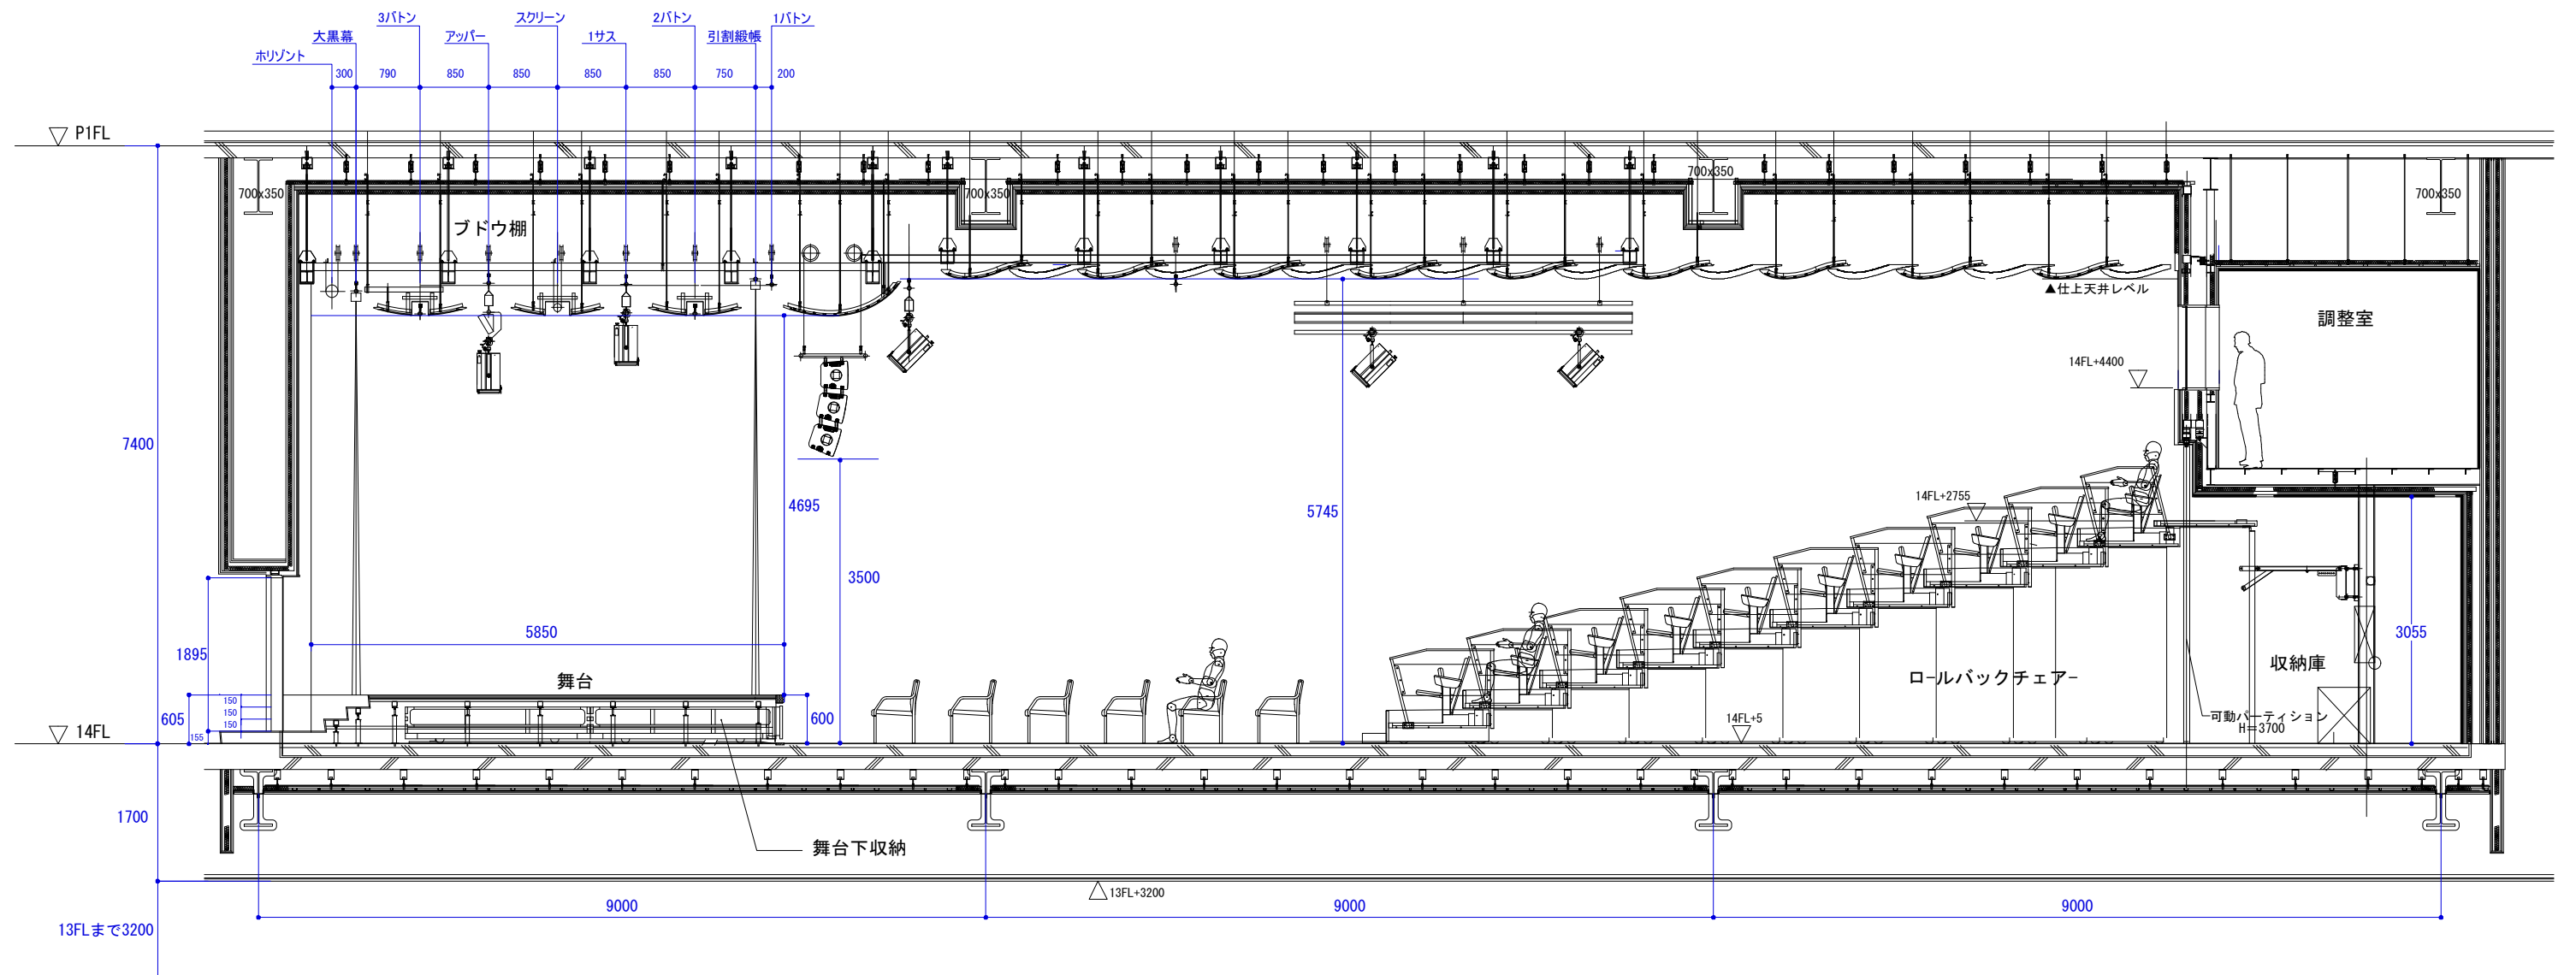 3バトン
スクリーン
2バトン
1バトン
大黒幕
アッパー
1サス
引割緞帳
ホリゾント
300
790
850
850
850
850
750
200
P1FL
700x350
700x350
700x350
700x350
ブドウ棚
▲仕上天井レベル
調整室
14FL+4400
7400
4695
5745
14FL+2755
3500
5850
1895
3055
舞台
ロールバックチェアー
収納庫
150
150
150
605
155
600
14FL
14FL+5
可動パーティション
H=3700
1700
舞台下収納
13FL+3200
9000
9000
9000
13FLまで3200